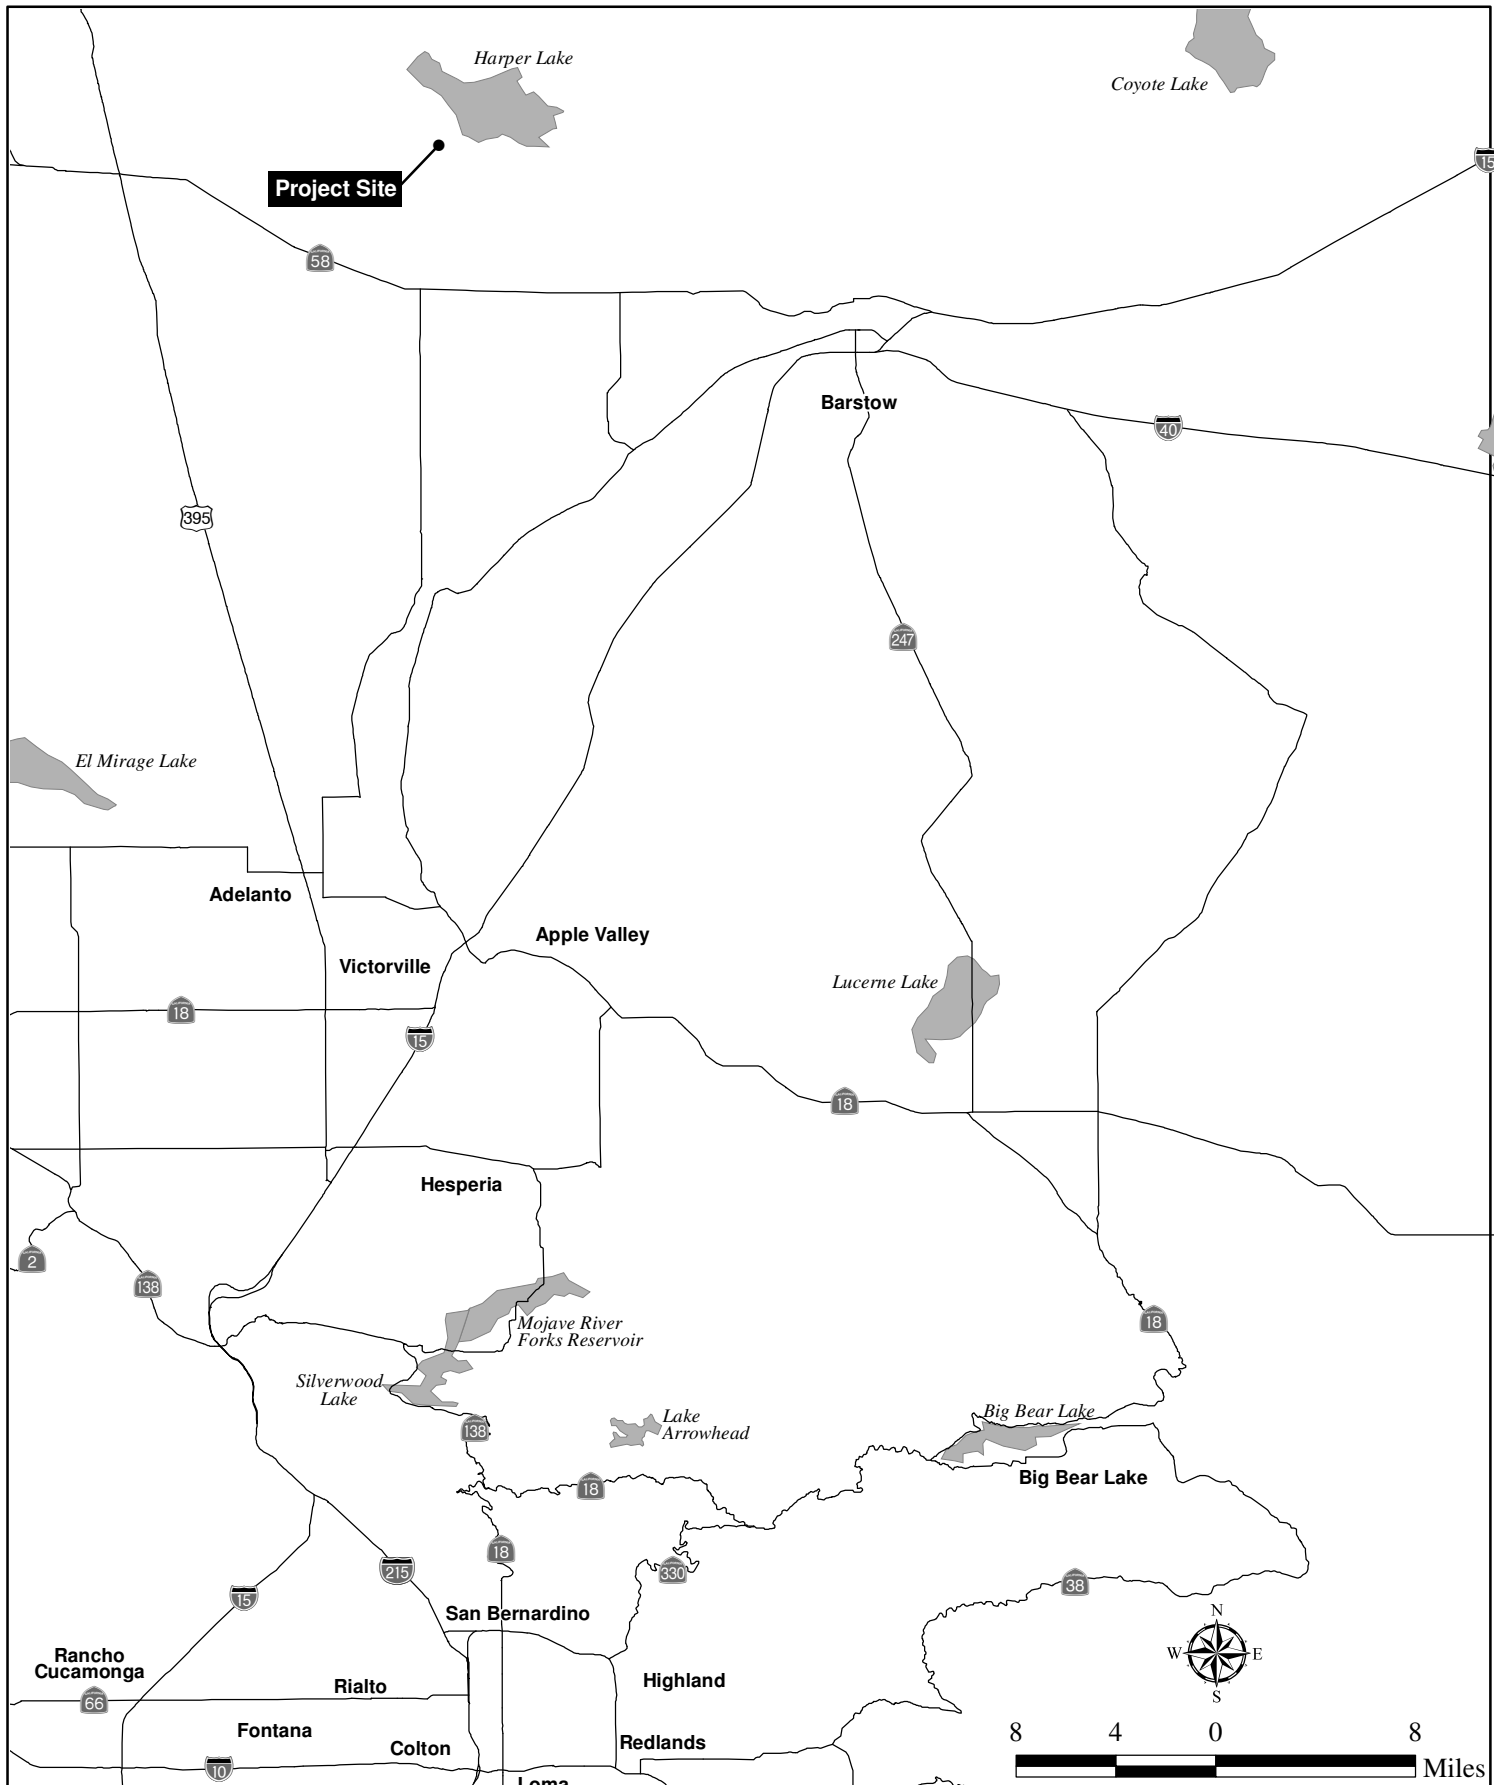 Harper Lake
Coyote Lake
15
Project Site
58
Barstow
40
395
247
El Mirage Lake
Adelanto
Apple Valley
Victorville
Lucerne Lake
18
15
18
Hesperia
2
138
Mojave River
Forks Reservoir
18
Silverwood
Lake
138
Lake
Arrowhead
Big Bear Lake
Big Bear Lake
18
18
330
215
38
15
San Bernardino
N
W
E
S
Rancho
Cucamonga
66
Rialto
Highland
Fontana
Colton
Redlands
10
Loma
8
4
0
8
Miles